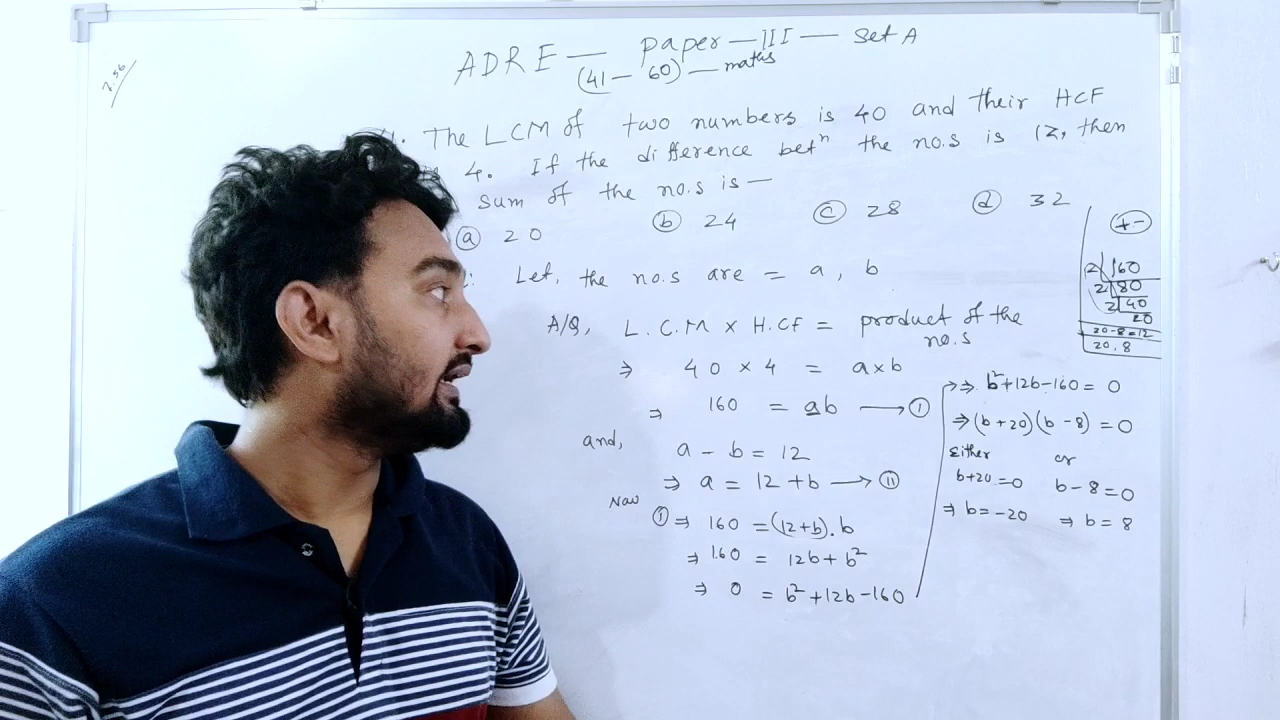 7.56
ADRE — Paper — III — Set A
(41 – 60) — maths
The LCM of two numbers is 40 and their HCF
4. If the difference betⁿ the no.s is 12, then
sum of the no.s is —
ⓐ 20 ⓑ 24 ⓒ 28 ⓓ 32
Let, the no.s are = a, b
A/Q, L.C.M × H.CF = product of the no.s
⇒ 40 × 4 = a×b
⇒ 160 = ab → ⓘ
and, a - b = 12
⇒ a = 12 + b → ⓘⓘ
Now
ⓘ ⇒ 160 = (12+b).b
⇒ 160 = 12b + b²
⇒ 0 = b² + 12b - 160
⇒ b² + 12b - 160 = 0
⇒ (b + 20) (b - 8) = 0
Either or
b + 20 = 0 b - 8 = 0
⇒ b = -20 ⇒ b = 8
+ -
2 160
2 80
2 40
20
20 - 8 = 12
20, 8